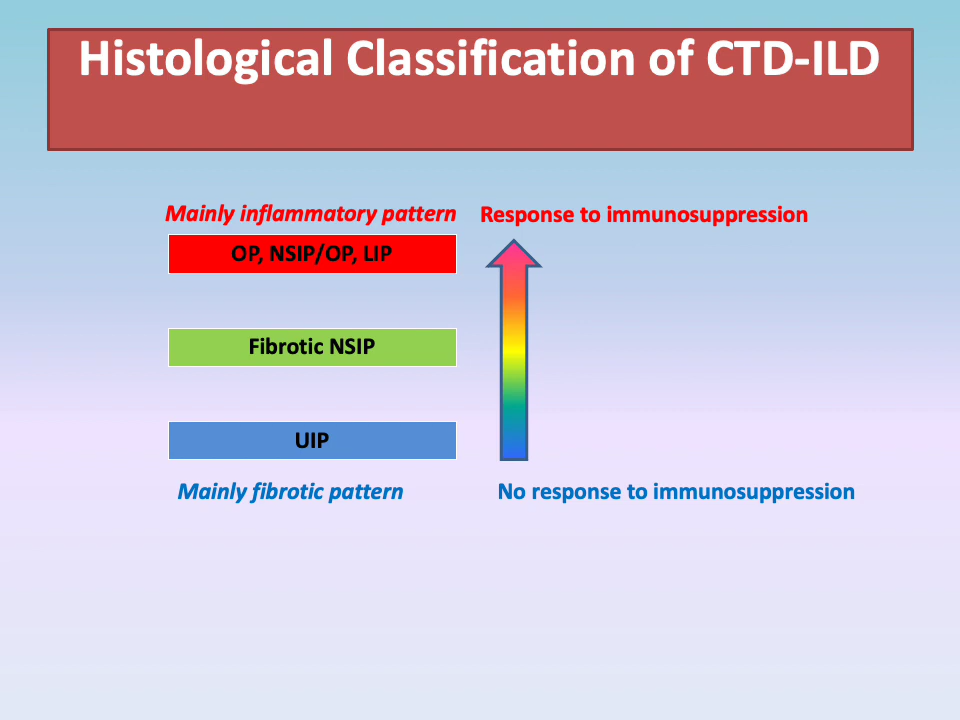 Histological Classification of CTD-ILD
Mainly inflammatory pattern
Response to immunosuppression
OP, NSIP/OP, LIP
Fibrotic NSIP
UIP
Mainly fibrotic pattern
No response to immunosuppression